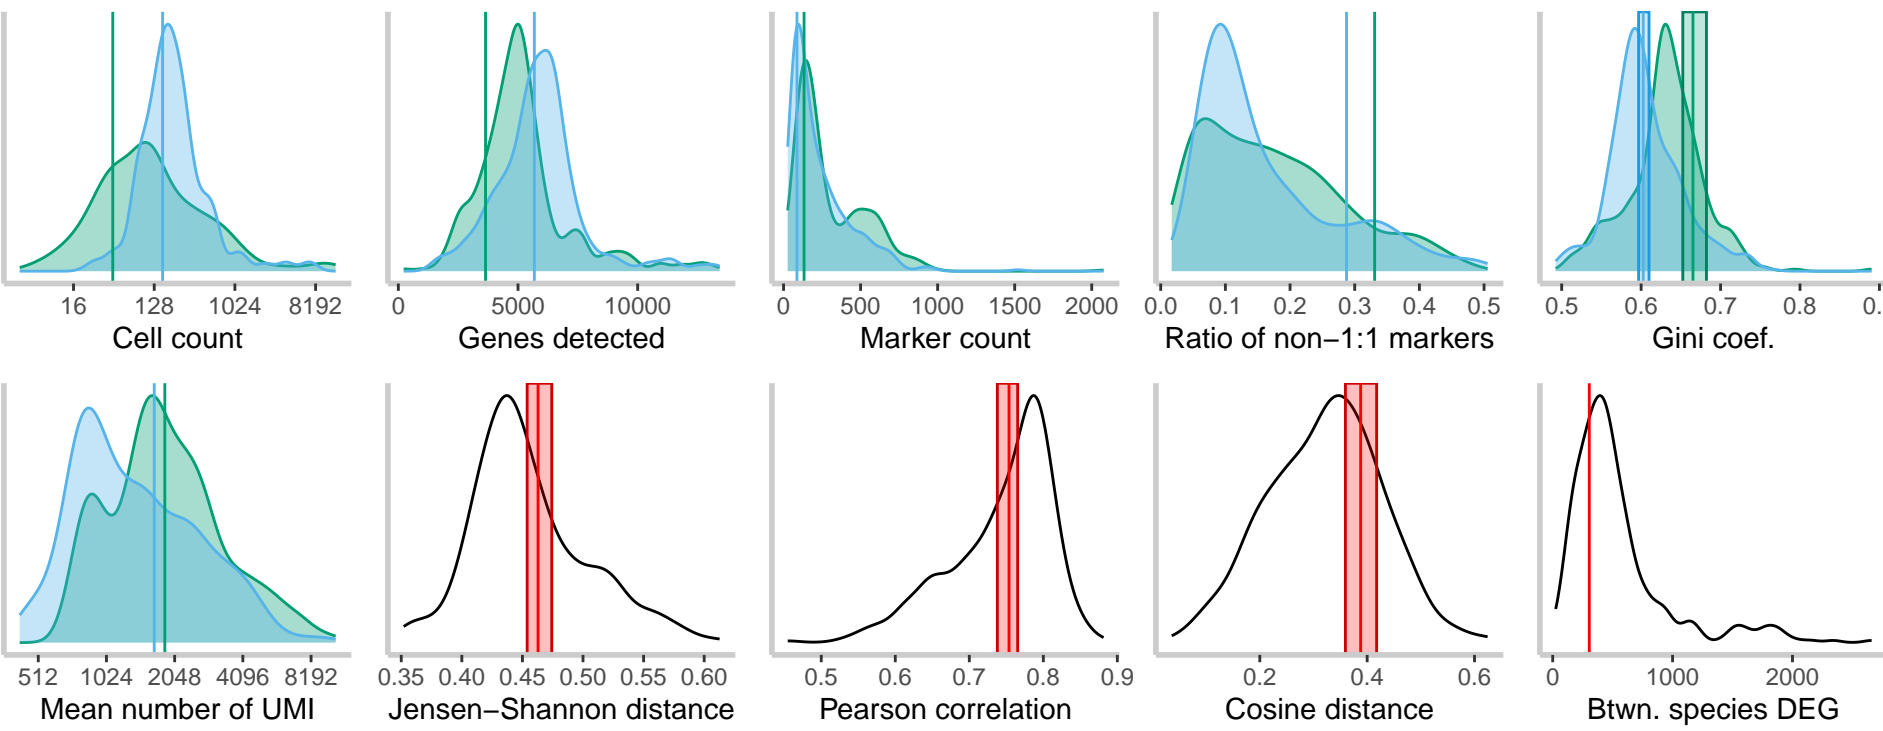 16 128 1024 8192
Cell count
0 5000 10000
Genes detected
0 500 1000 1500 2000
Marker count
0.0 0.1 0.2 0.3 0.4 0.5
Ratio of non−1:1 markers
0.5 0.6 0.7 0.8 0.
Gini coef.
512 1024 2048 4096 8192
Mean number of UMI
0.35 0.40 0.45 0.50 0.55 0.60
Jensen−Shannon distance
0.5 0.6 0.7 0.8 0.9
Pearson correlation
0.2 0.4 0.6
Cosine distance
0 1000 2000
Btwn. species DEG